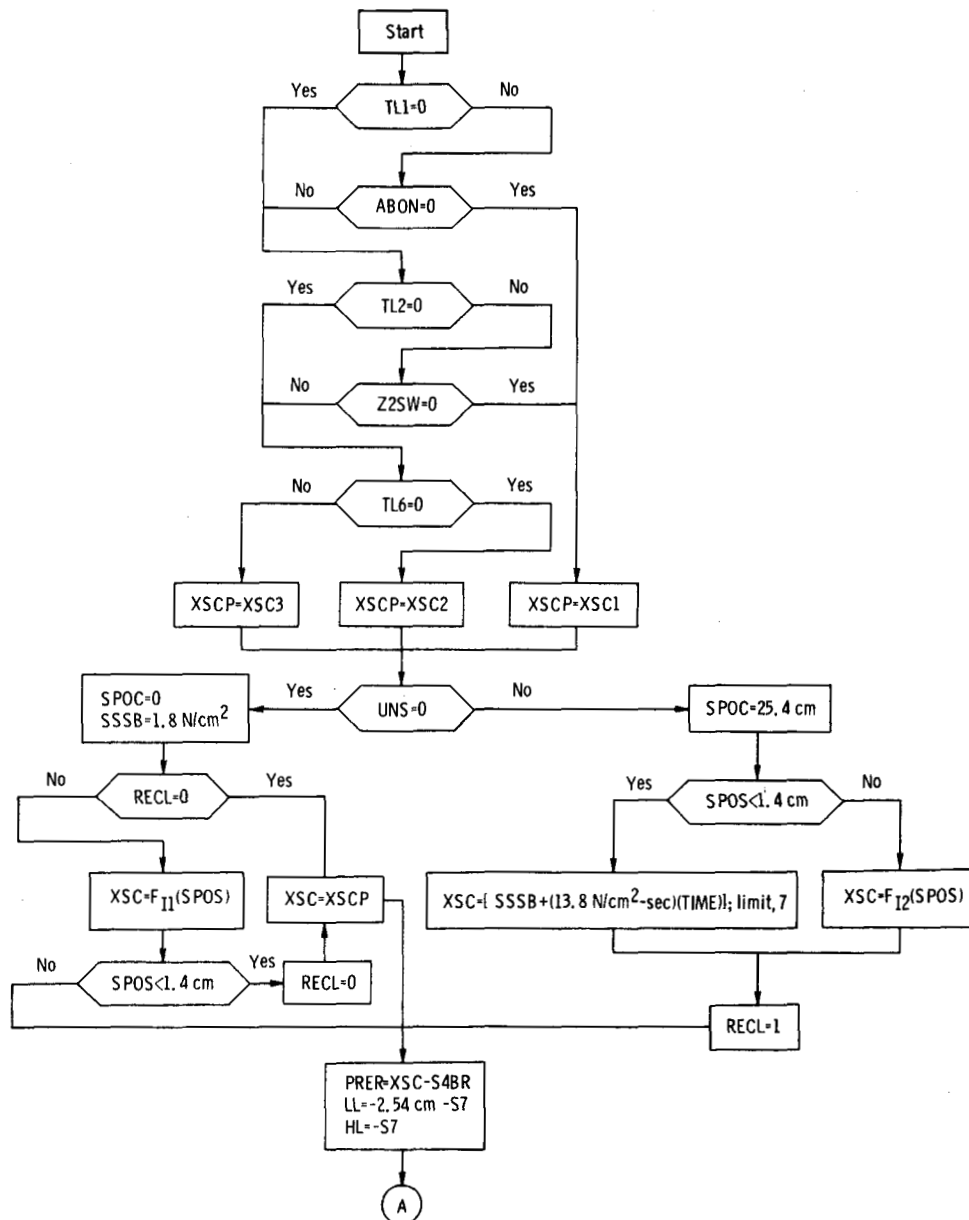 Start
Yes
TL1=0
No
No
ABON=0
Yes
Yes
TL2=0
No
No
Z2SW=0
Yes
No
TL6=0
Yes
XSCP=XSC3
XSCP=XSC2
XSCP=XSC1
SPOC=0
SSSB=1.8 N/cm²
Yes
UNS=0
No
SPOC=25.4 cm
No
RECL=0
Yes
Yes
SPOS<1.4 cm
No
XSC=F_I1(SPOS)
XSC=XSCP
XSC=[ SSSB+(13.8 N/cm²-sec)(TIME)]; limit, 7
XSC=F_I2(SPOS)
No
SPOS<1.4 cm
Yes
RECL=0
RECL=1
PRER=XSC-S4BR
LL=-2.54 cm -S7
HL=-S7
A